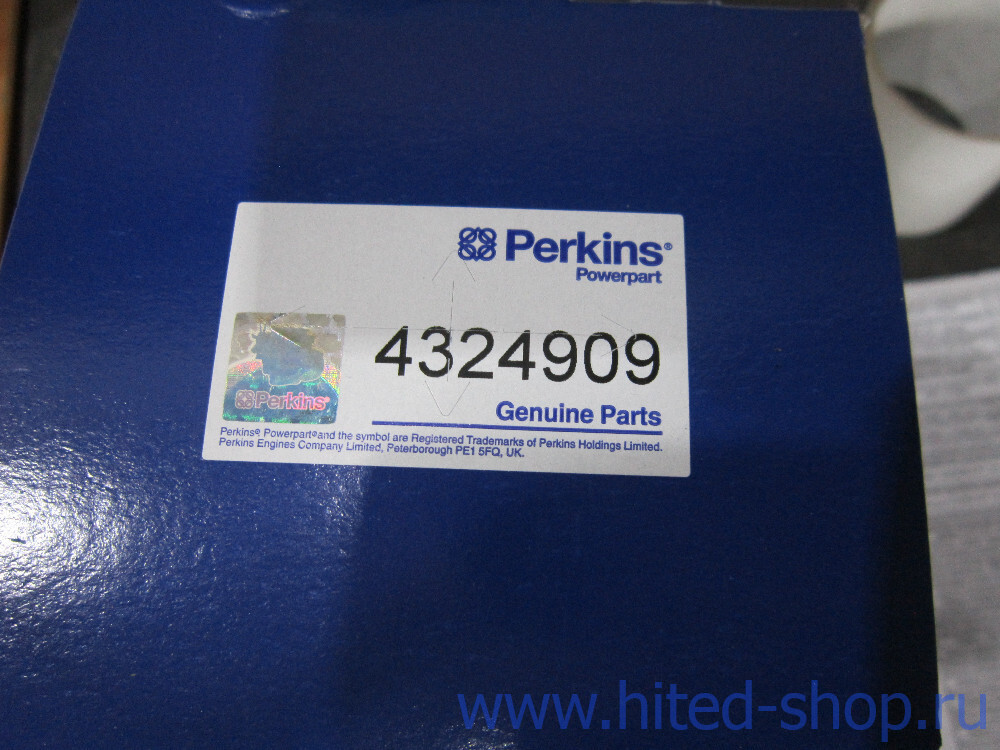 Perkins®
Powerpart
4324909
Perkins®
Genuine Parts
Perkins® Powerpart® and the symbol are Registered Trademarks of Perkins Holdings Limited.
Perkins Engines Company Limited, Peterborough PE1 5FQ, UK.
www.hited-shop.ru